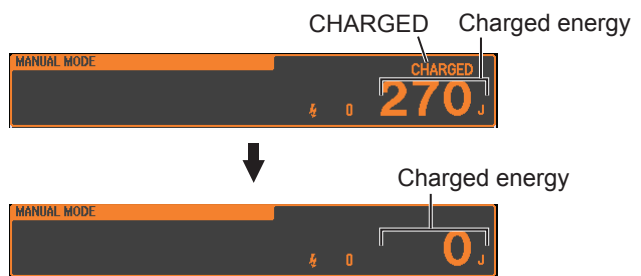 CHARGED Charged energy
MANUAL MODE
CHARGED
0 270 J
Charged energy
MANUAL MODE
0 0 J